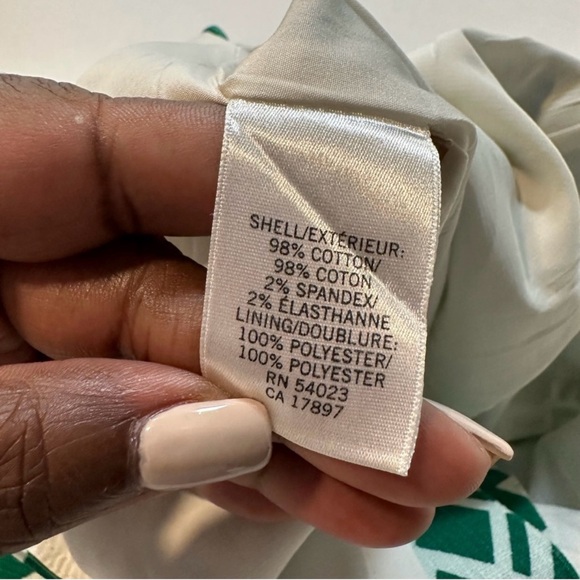 SHELL/EXTÉRIEUR:
98% COTTON/
98% COTON
2% SPANDEX/
2% ÉLASTHANNE
LINING/DOUBLURE:
100% POLYESTER/
100% POLYESTER
RN 54023
CA 17897